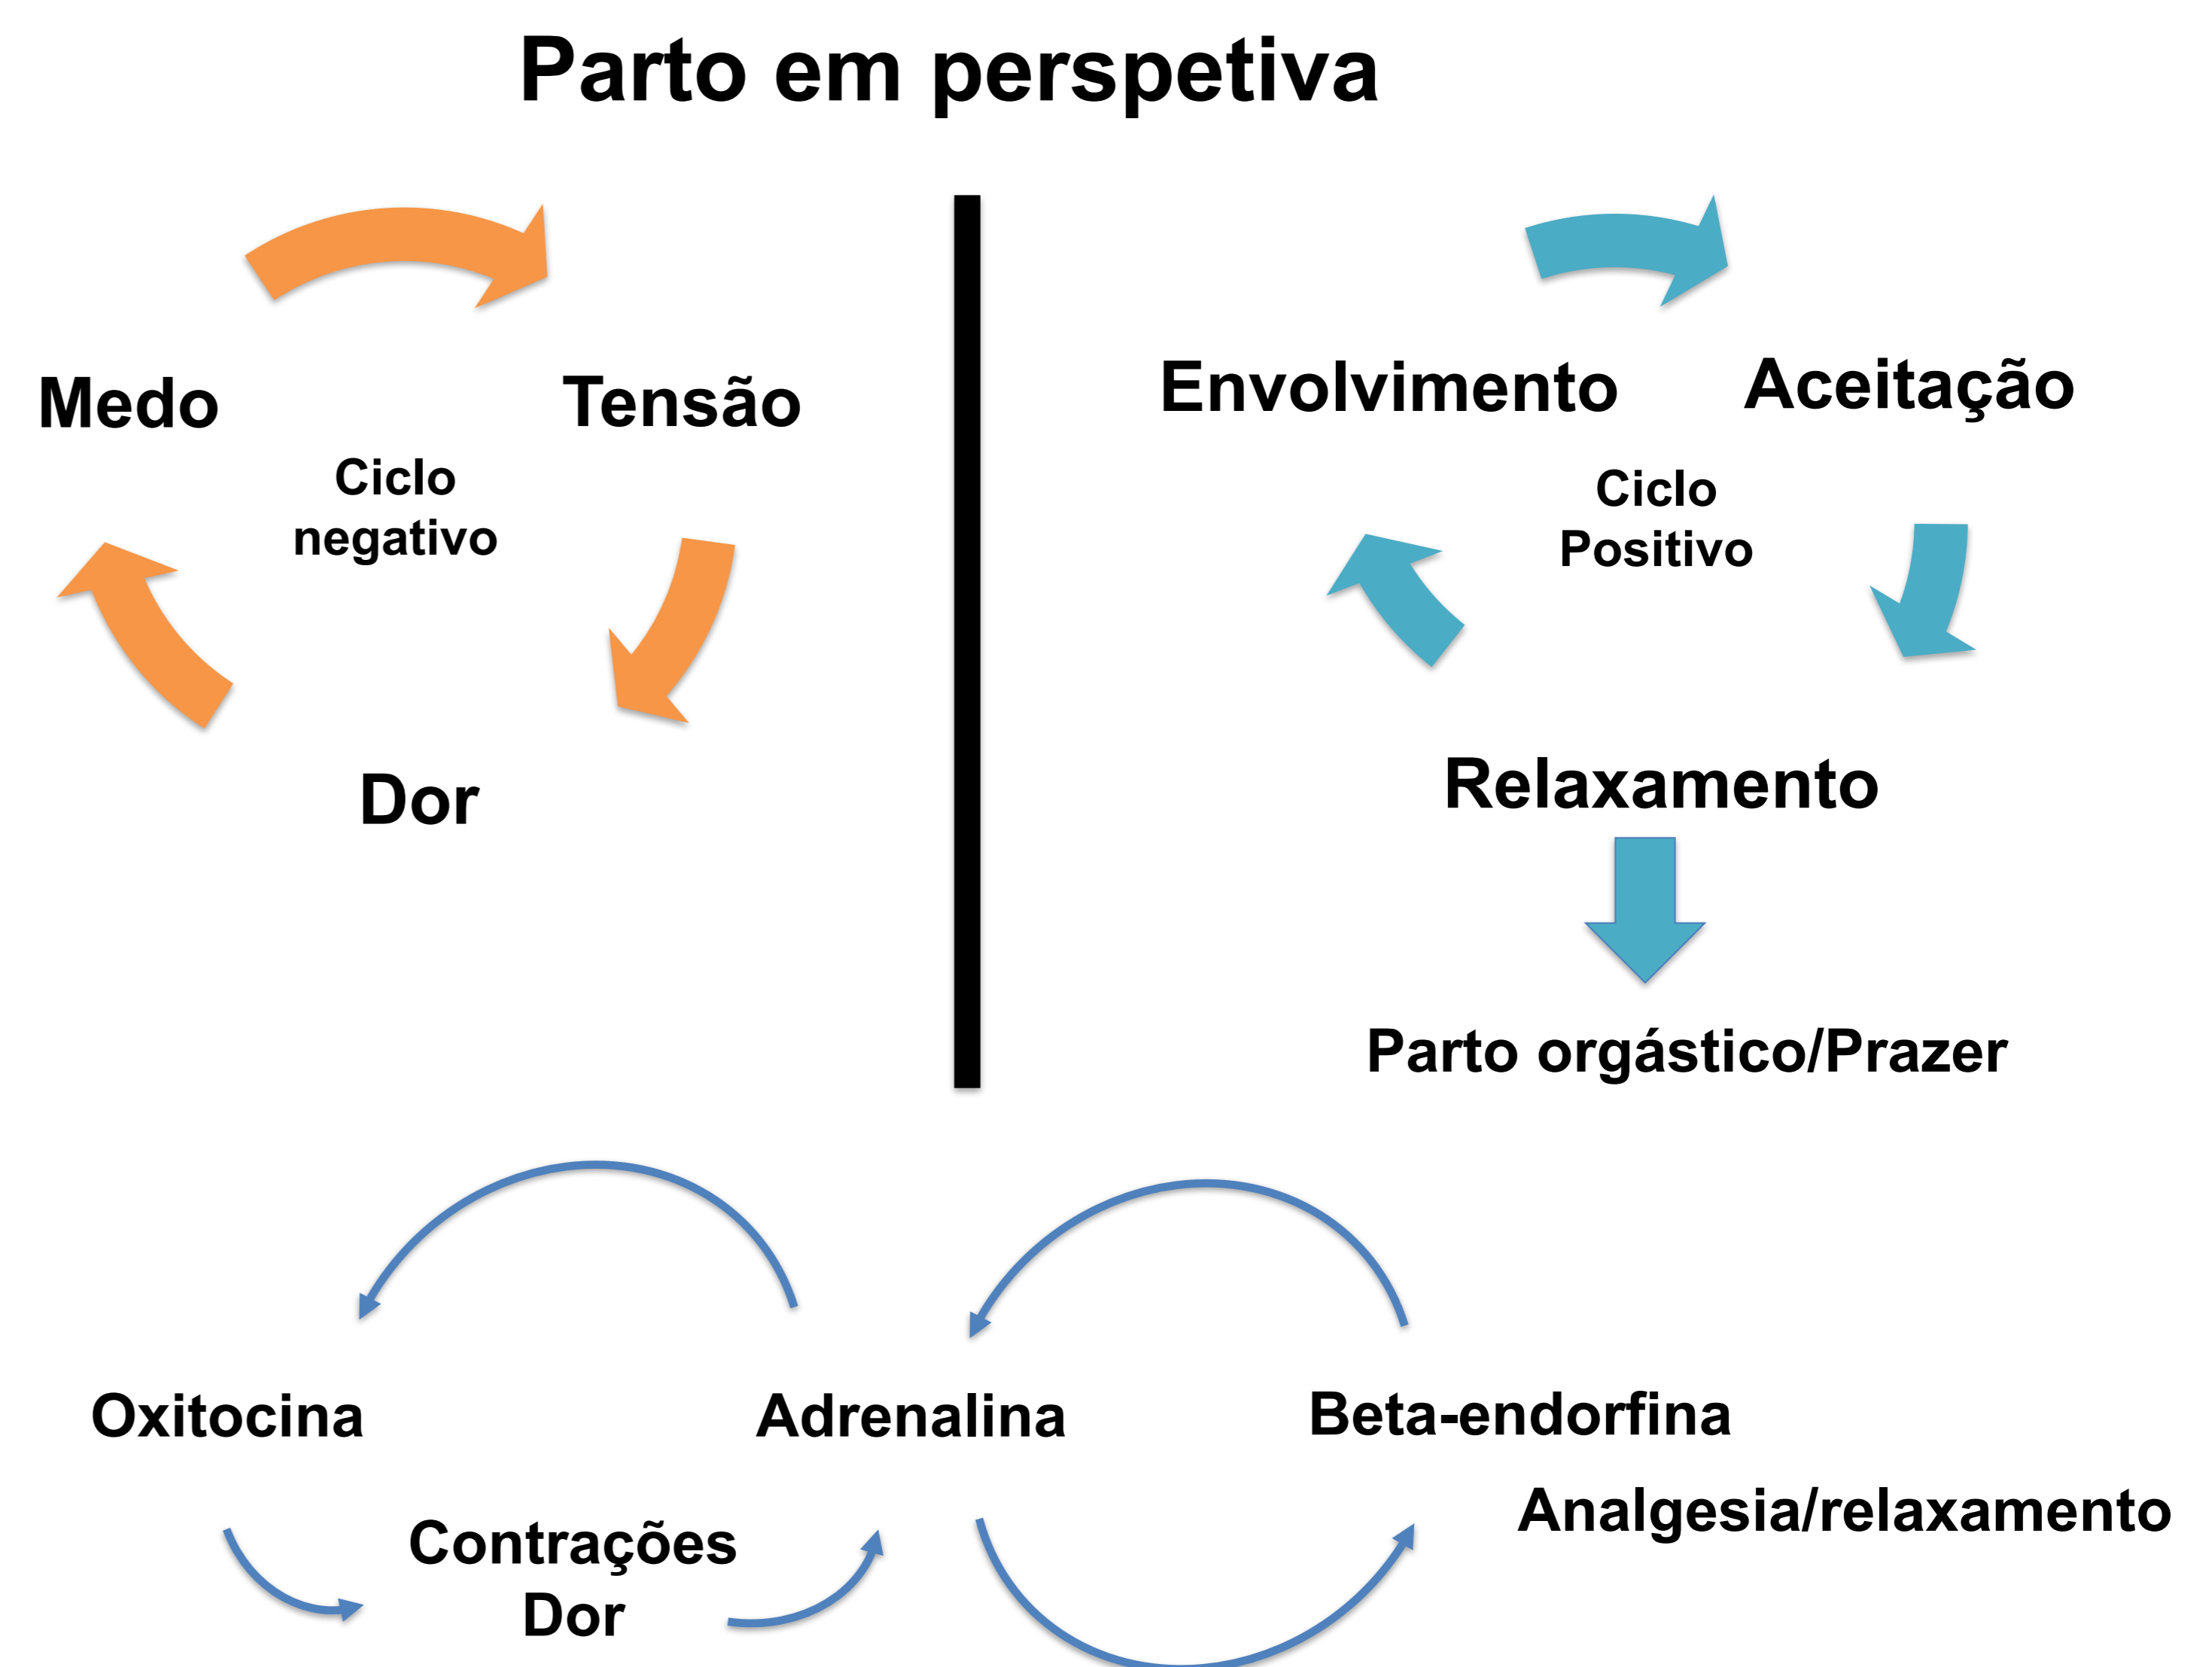 Parto em perspetiva
Medo
Tensão
Ciclo
negativo
Dor
Envolvimento
Aceitação
Ciclo
Positivo
Relaxamento
Parto orgástico/Prazer
Oxitocina
Adrenalina
Beta-endorfina
Analgesia/relaxamento
Contrações
Dor